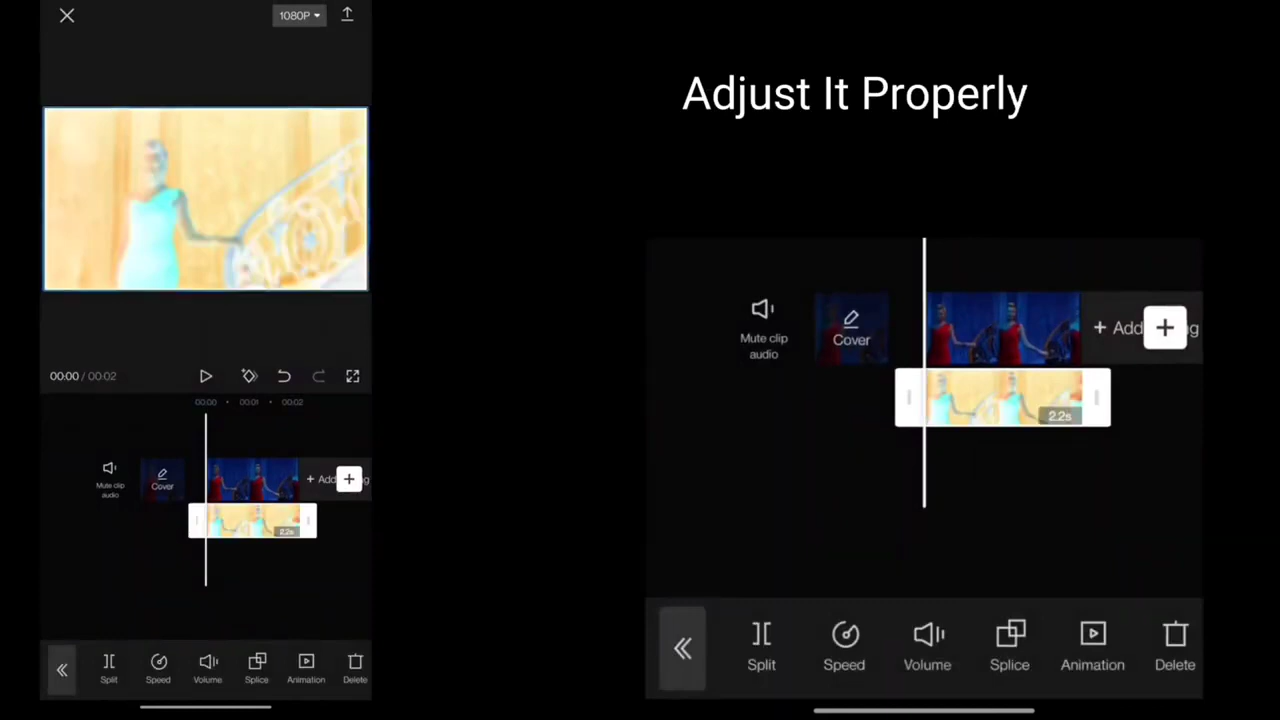 1080P
Adjust It Properly
00:00 / 00:02
00:00 00:01 00:02
Mute clip
audio
Cover
+ Add
2.2s
Split
Speed
Volume
Splice
Animation
Delete
Mute clip
audio
Cover
+ Add
2.2s
Split
Speed
Volume
Splice
Animation
Delete